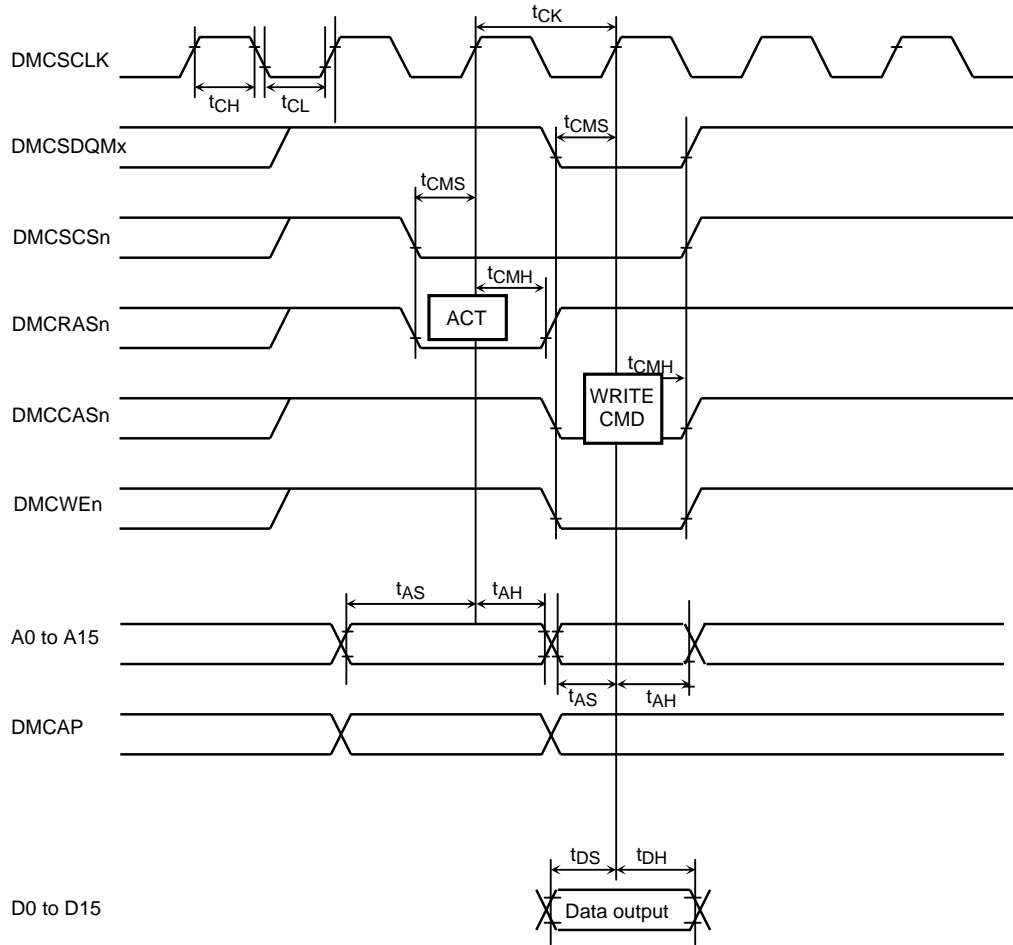 tCK
DMCSCLK
tCH
tCL
tCMS
DMCSDQMx
tCMS
DMCSCSn
tCMH
ACT
DMCRASn
tCMH
WRITE
CMD
DMCCASn
DMCWEn
tAS
tAH
A0 to A15
tAS
tAH
DMCAP
tDS
tDH
D0 to D15
Data output